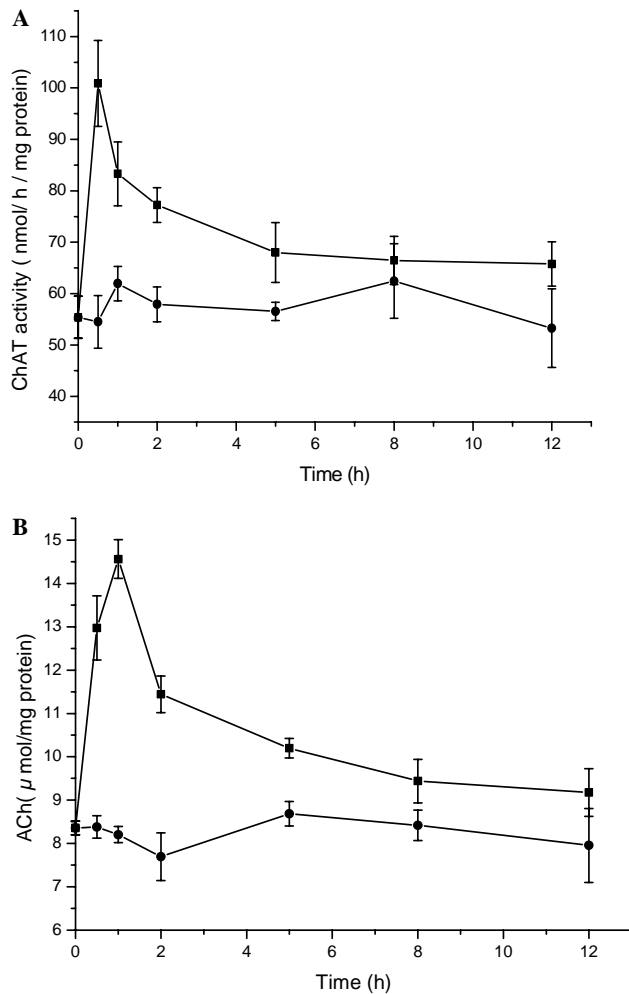 A
ChAT activity ( nmol/ h / mg protein)
110
100
90
80
70
60
50
40
0 2 4 6 8 10 12
Time (h)
B
ACh( μ mol/mg protein)
15
14
13
12
11
10
9
8
7
6
0 2 4 6 8 10 12
Time (h)